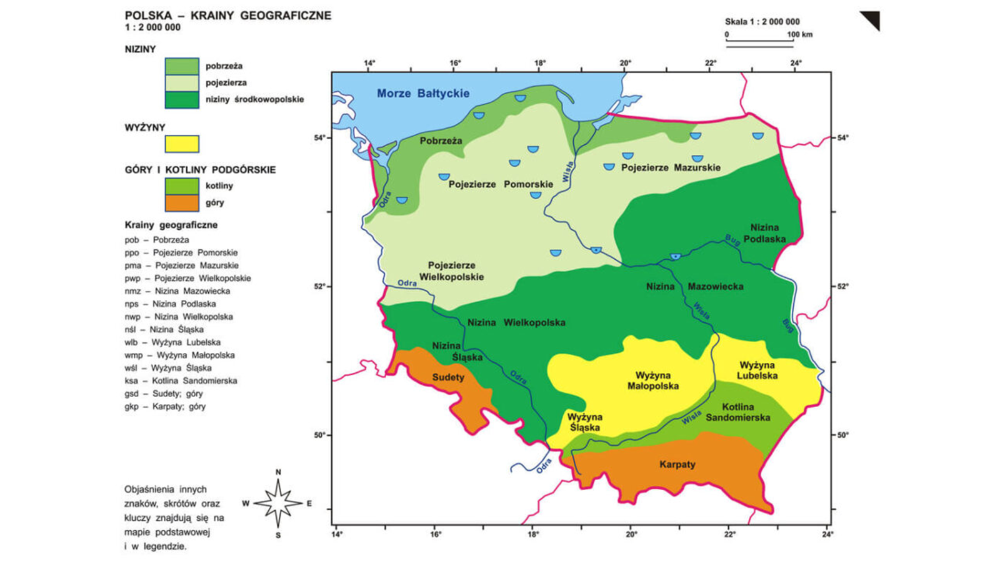 POLSKA – KRAINY GEOGRAFICZNE
1 : 2 000 000
NIZINY
pobrzeża
pojezierza
niziny środkowopolskie
WYŻYNY
GÓRY I KOTLINY PODGÓRSKIE
kotliny
góry
Krainy geograficzne
pob – Pobrzeża
ppo – Pojezierze Pomorskie
pma – Pojezierze Mazurskie
pwp – Pojezierze Wielkopolskie
nmz – Nizina Mazowiecka
nps – Nizina Podlaska
nwp – Nizina Wielkopolska
nśl – Nizina Śląska
wlb – Wyżyna Lubelska
wmp – Wyżyna Małopolska
wśl – Wyżyna Śląska
ksa – Kotlina Sandomierska
gsd – Sudety; góry
gkp – Karpaty; góry
Objaśnienia innych
znaków, skrótów oraz
kluczy znajdują się na
mapie podstawowej
i w legendzie.
N
W E
S
Skala 1 : 2 000 000
0 100 km
14° 16° 18° 20° 22° 24°
Morze Bałtyckie
54° 54°
Pobrzeża
Wisła
Pojezierze Mazurskie
Pojezierze Pomorskie
Odra
Nizina
Podlaska
Bug
Pojezierze
Wielkopolskie
Odra
52° 52°
Nizina Mazowiecka
Wisła
Nizina Wielkopolska
Bug
Nizina
Śląska
Odra
Sudety
Wyżyna
Małopolska
Wyżyna
Lubelska
Wyżyna
Śląska
Wisła
Kotlina
Sandomierska
50° 50°
Odra
Karpaty
14° 16° 18° 20° 22° 24°